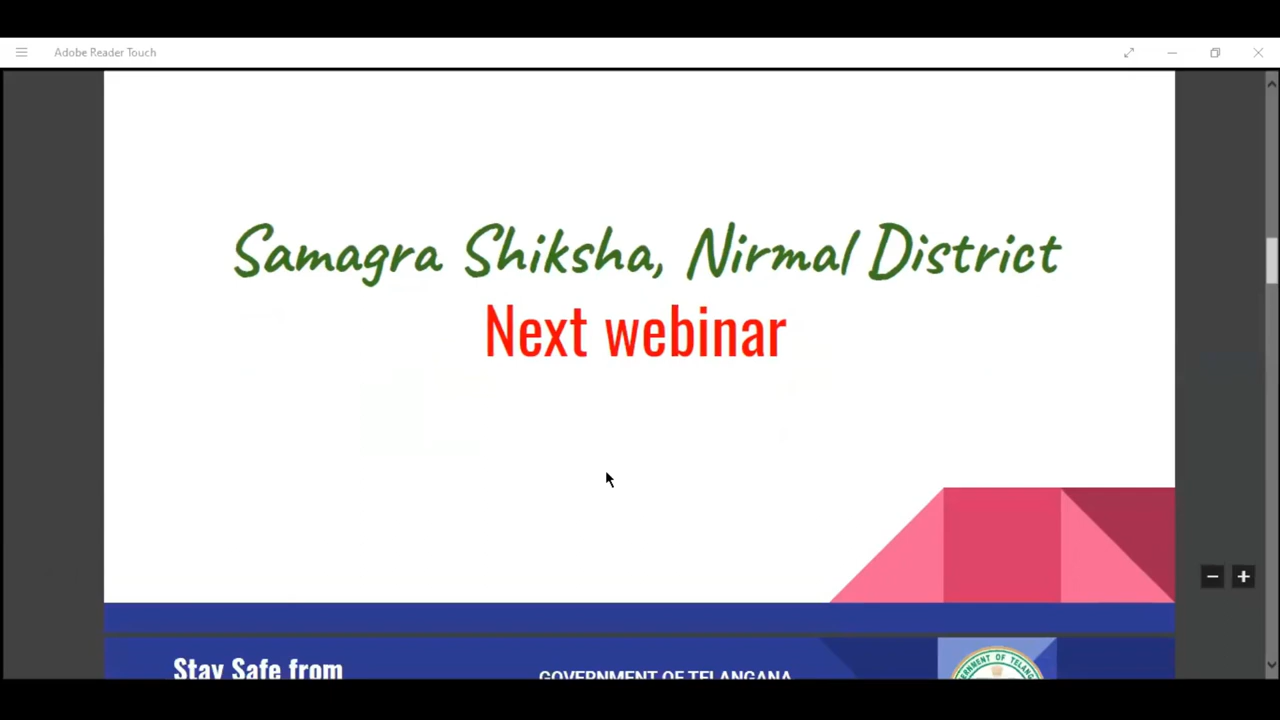 Adobe Reader Touch
Samagra Shiksha, Nirmal District
Next webinar
Stay Safe from
GOVERNMENT OF TELANGANA